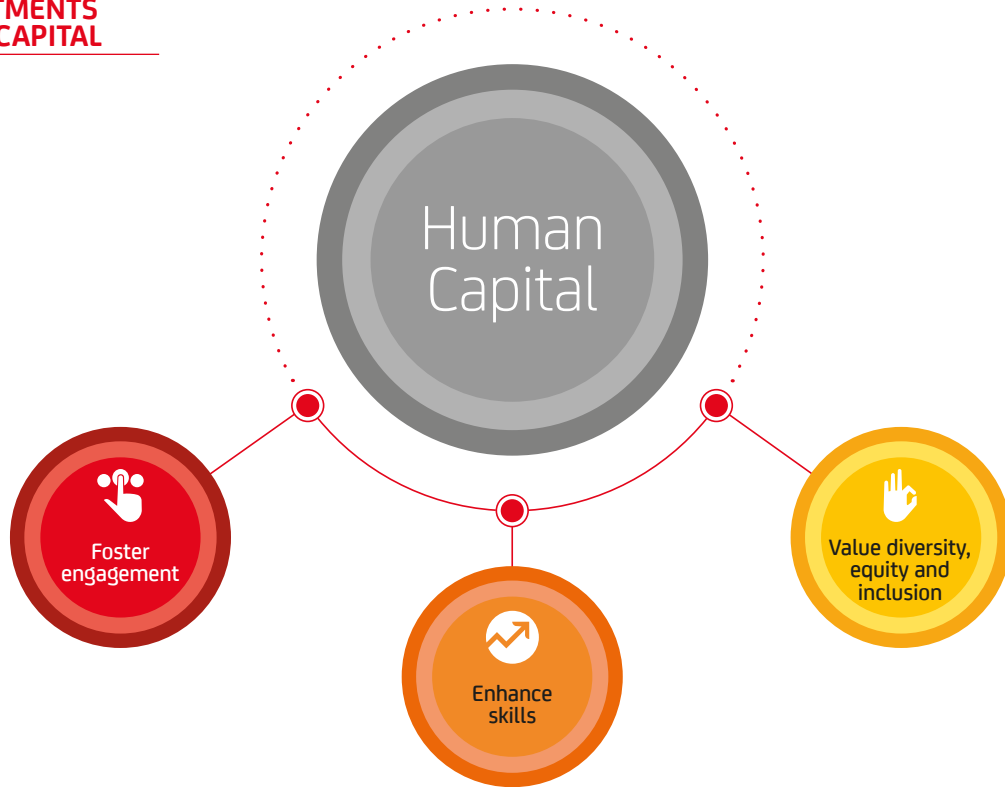 TMENTS
CAPITAL
Human
Capital
Foster
engagement
Enhance
skills
Value diversity,
equity and
inclusion